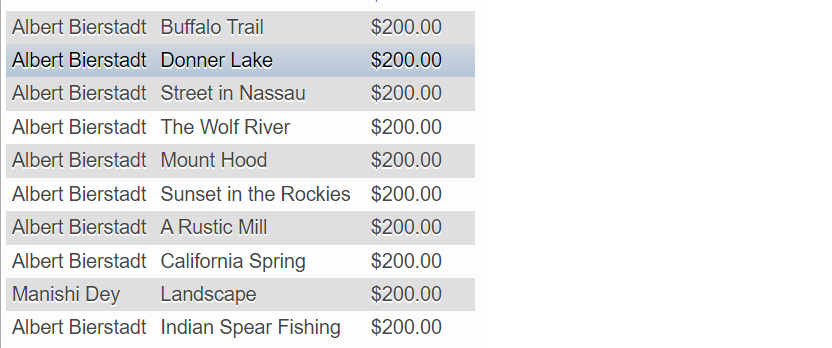 Albert Bierstadt Buffalo Trail $200.00
Albert Bierstadt Donner Lake $200.00
Albert Bierstadt Street in Nassau $200.00
Albert Bierstadt The Wolf River $200.00
Albert Bierstadt Mount Hood $200.00
Albert Bierstadt Sunset in the Rockies $200.00
Albert Bierstadt A Rustic Mill $200.00
Albert Bierstadt California Spring $200.00
Manishi Dey Landscape $200.00
Albert Bierstadt Indian Spear Fishing $200.00